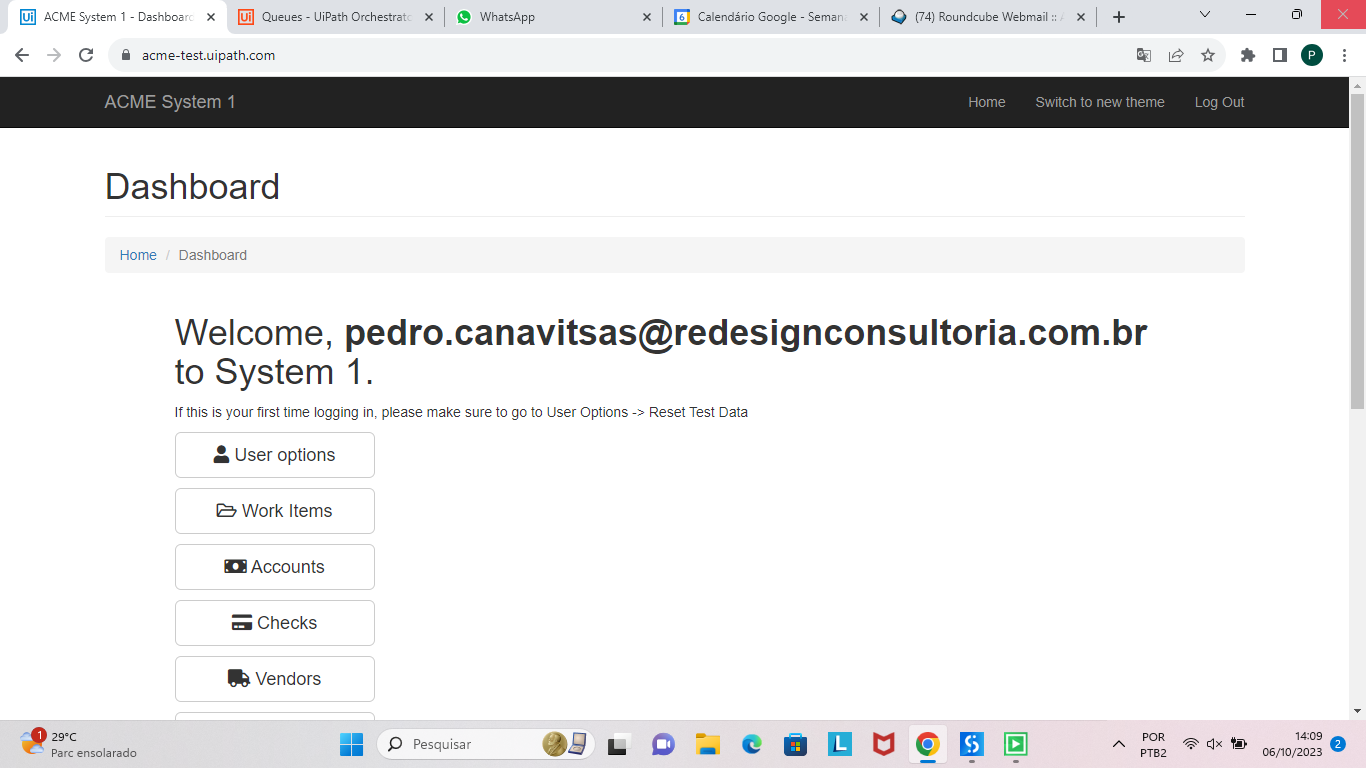 ACME System 1 - Dashboard
Queues - UiPath Orchestrato
WhatsApp
6
Calendário Google - Semana
(74) Roundcube Webmail ::
acme-test.uipath.com
P
ACME System 1
Home
Switch to new theme
Log Out
Dashboard
Home / Dashboard
Welcome, pedro.canavitsas@redesignconsultoria.com.br
to System 1.
If this is your first time logging in, please make sure to go to User Options -> Reset Test Data
User options
Work Items
Accounts
Checks
Vendors
1
29°C
Parc ensolarado
Pesquisar
POR
PTB2
14:09
06/10/2023
2